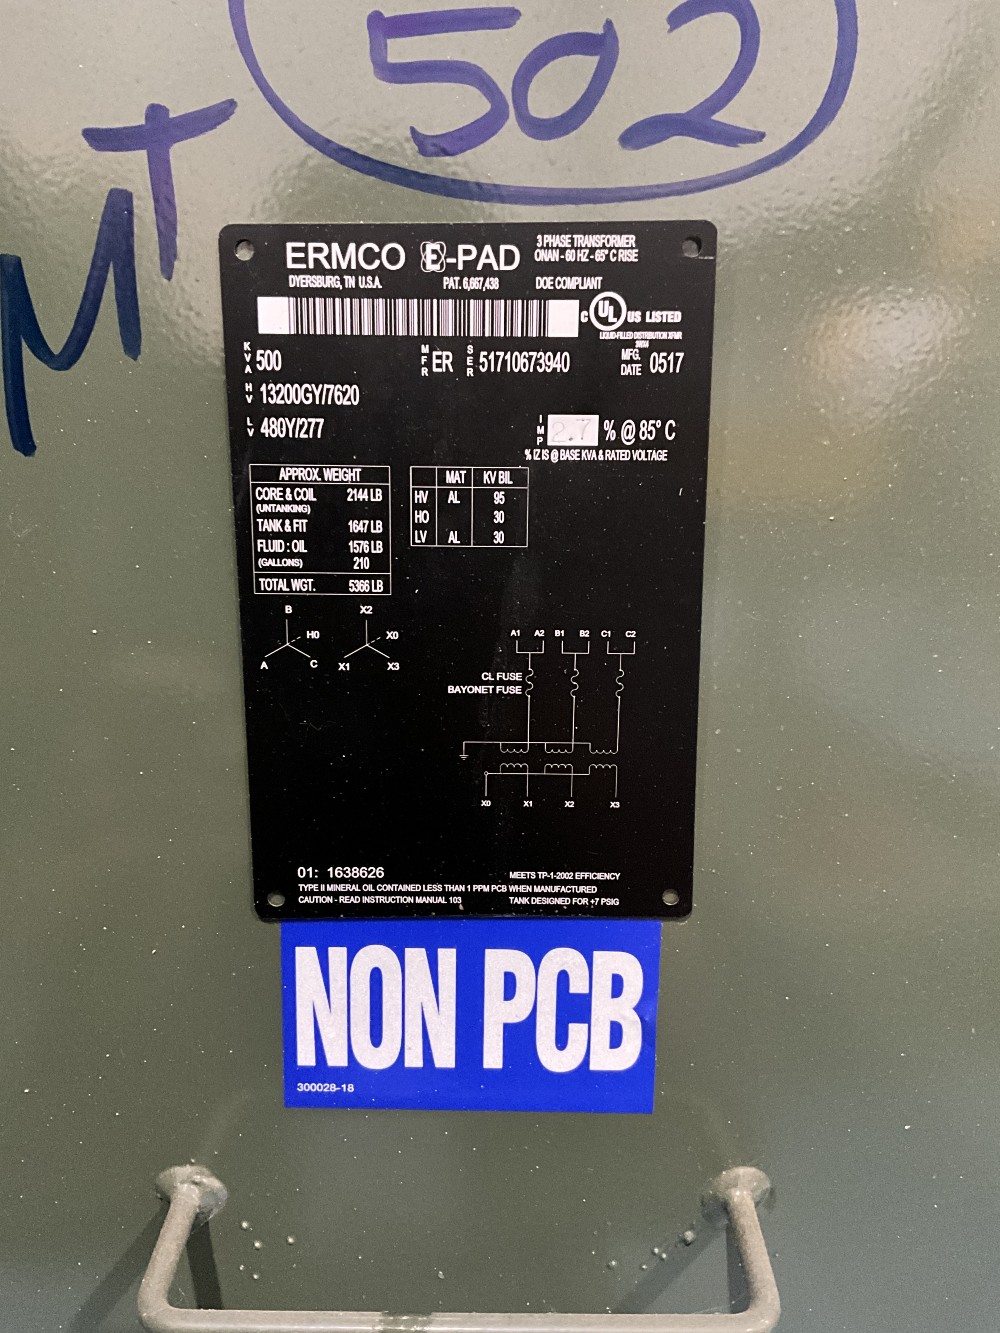 502
MT
ERMCO E-PAD
3 PHASE TRANSFORMER
ONAN - 60 HZ - 65° C RISE
DYERSBURG, TN U.S.A. PAT. 6,667,438 DOE COMPLIANT
C UL US LISTED
LIQUID-FILLED DISTRIBUTION XFMR
KVA 500 MFR ER SER 51710673940 MFG. DATE 0517
HV 13200GY/7620
LV 480Y/277 IMP 2.7 % @ 85° C
% IZ IS @ BASE KVA & RATED VOLTAGE
APPROX. WEIGHT
CORE & COIL 2144 LB
(UNTANKING)
TANK & FIT 1647 LB
FLUID : OIL 1576 LB
(GALLONS) 210
TOTAL WGT. 5366 LB
MAT KV BIL
HV AL 95
HO 30
LV AL 30
B
H0
A C
X2
X0
X1 X3
A1 A2 B1 B2 C1 C2
CL FUSE
BAYONET FUSE
X0 X1 X2 X3
01: 1638626 MEETS TP-1-2002 EFFICIENCY
TYPE II MINERAL OIL CONTAINED LESS THAN 1 PPM PCB WHEN MANUFACTURED
CAUTION - READ INSTRUCTION MANUAL 103 TANK DESIGNED FOR +7 PSIG
NON PCB
300028-18